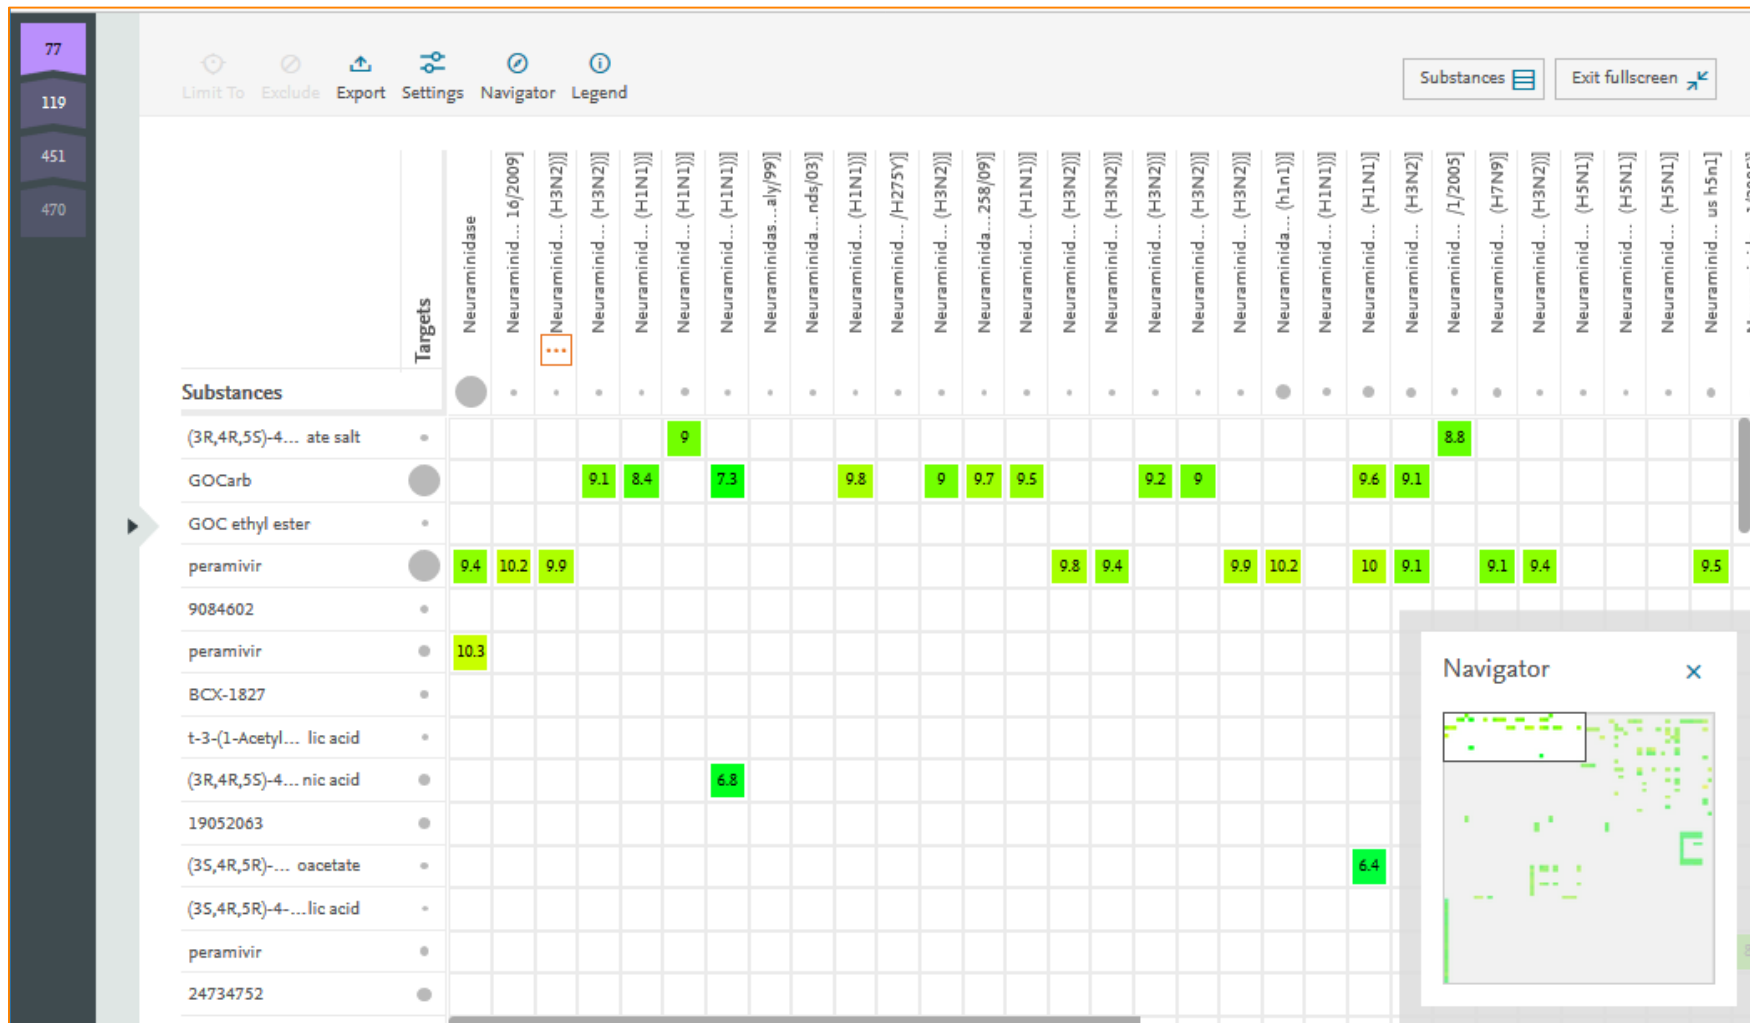 77
119
451
470
Limit To Exclude Export Settings Navigator Legend
Substances Exit fullscreen
Targets
Neuraminidase
Neuraminid... 16/2009]
Neuraminid... (H3N2))]
Neuraminid... (H3N2))]
Neuraminid... (H1N1))]
Neuraminid... (H1N1))]
Neuraminid... (H1N1))]
Neuraminidas...aly/99)]
Neuraminida...nds/03)]
Neuraminid... (H1N1))]
Neuraminid... /H275Y)]
Neuraminid... (H3N2))]
Neuraminida...258/09)]
Neuraminid... (H1N1))]
Neuraminid... (H3N2))]
Neuraminid... (H3N2))]
Neuraminid... (H3N2))]
Neuraminid... (H3N2))]
Neuraminid... (H3N2))]
Neuraminida... (h1n1))]
Neuraminid... (H1N1))]
Neuraminid... (H1N1)]
Neuraminid... (H3N2)]
Neuraminid... /1/2005]
Neuraminid... (H7N9)]
Neuraminid... (H3N2))]
Neuraminid... (H5N1)]
Neuraminid... (H5N1)]
Neuraminid... (H5N1)]
Neuraminid... us h5n1]
Substances
(3R,4R,5S)-4... ate salt 9 8.8
GOCarb 9.1 8.4 7.3 9.8 9 9.7 9.5 9.2 9 9.6 9.1
GOC ethyl ester
peramivir 9.4 10.2 9.9 9.8 9.4 9.9 10.2 10 9.1 9.1 9.4 9.5
9084602
peramivir 10.3
BCX-1827
t-3-(1-Acetyl... lic acid
(3R,4R,5S)-4... nic acid 6.8
19052063
(3S,4R,5R)-... oacetate 6.4
(3S,4R,5R)-4-...lic acid
peramivir
24734752
Navigator